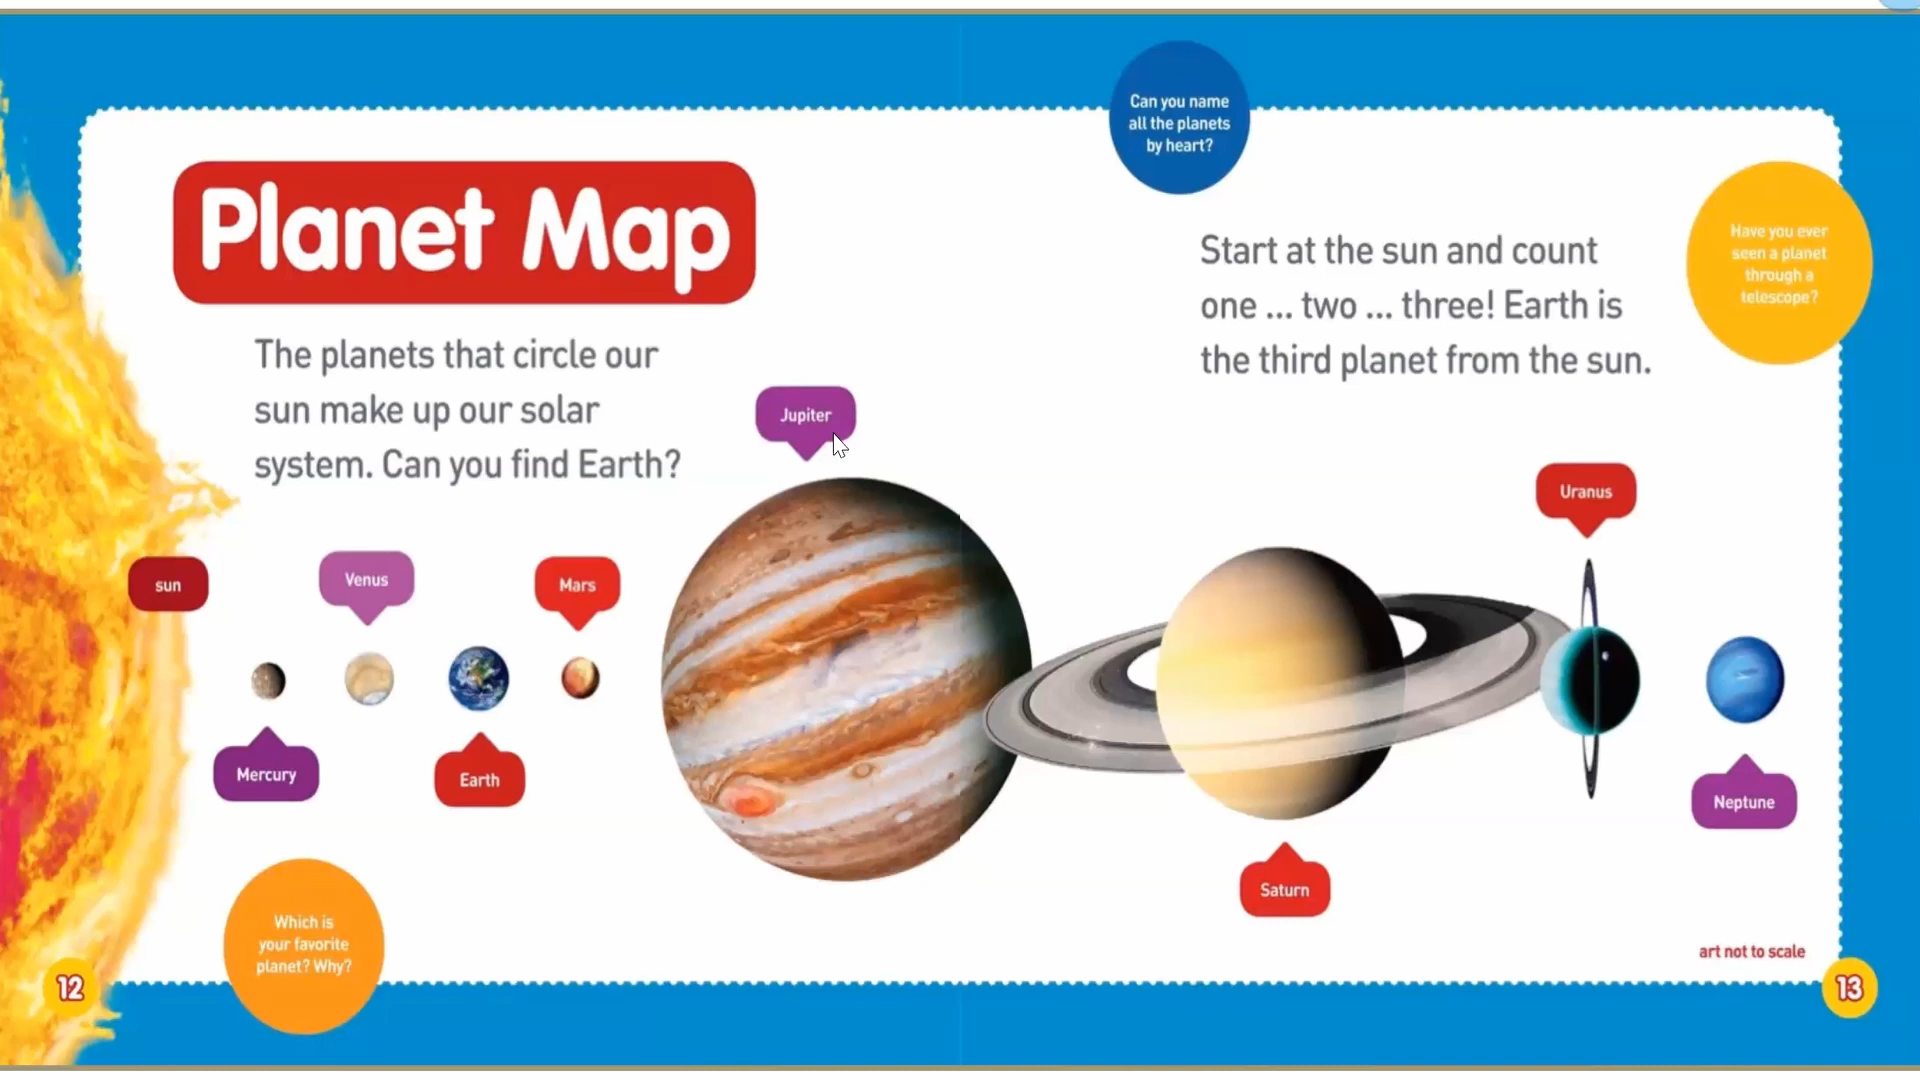 Can you name
all the planets
by heart?
Planet Map
The planets that circle our
sun make up our solar
system. Can you find Earth?
Start at the sun and count
one ... two ... three! Earth is
the third planet from the sun.
Have you ever
seen a planet
through a
telescope?
Jupiter
Uranus
sun
Venus
Mars
Mercury
Earth
Neptune
Saturn
Which is
your favorite
planet? Why?
art not to scale
12
13